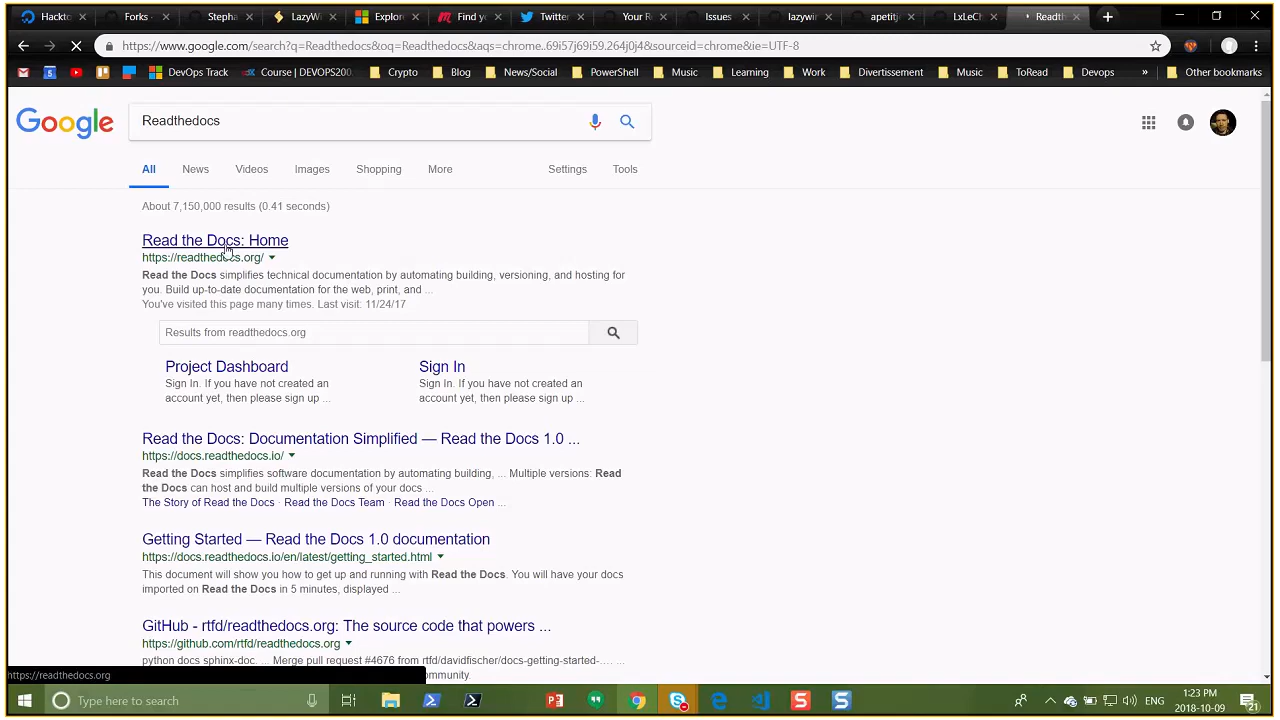 Hackto
Forks ·
Stepha
LazyWi
Explore
Find y
Twitter
Your R
Issues
lazywin
apetitj
LxLeCh
Readth
https://www.google.com/search?q=Readthedocs&oq=Readthedocs&aqs=chrome..69i57j69i59.264j0j4&sourceid=chrome&ie=UTF-8
5 DevOps Track Course | DEVOPS200 Crypto Blog News/Social PowerShell Music Learning Work Divertissement Music ToRead Devops » Other bookmarks
Google
Readthedocs
All News Videos Images Shopping More Settings Tools
About 7,150,000 results (0.41 seconds)
Read the Docs: Home
https://readthedocs.org/
Read the Docs simplifies technical documentation by automating building, versioning, and hosting for
you. Build up-to-date documentation for the web, print, and ...
You've visited this page many times. Last visit: 11/24/17
Results from readthedocs.org
Project Dashboard
Sign In. If you have not created an
account yet, then please sign up ...
Sign In
Sign In. If you have not created an
account yet, then please sign up ...
Read the Docs: Documentation Simplified — Read the Docs 1.0 ...
https://docs.readthedocs.io/
Read the Docs simplifies software documentation by automating building, ... Multiple versions: Read
the Docs can host and build multiple versions of your docs ...
The Story of Read the Docs · Read the Docs Team · Read the Docs Open ...
Getting Started — Read the Docs 1.0 documentation
https://docs.readthedocs.io/en/latest/getting_started.html
This document will show you how to get up and running with Read the Docs. You will have your docs
imported on Read the Docs in 5 minutes, displayed ...
GitHub - rtfd/readthedocs.org: The source code that powers ...
https://github.com/rtfd/readthedocs.org
python docs sphinx-doc. ... Merge pull request #4676 from rtfd/davidfischer/docs-getting-started-.... ...
ommunity.
https://readthedocs.org
Type here to search
ENG
1:23 PM
2018-10-09
21